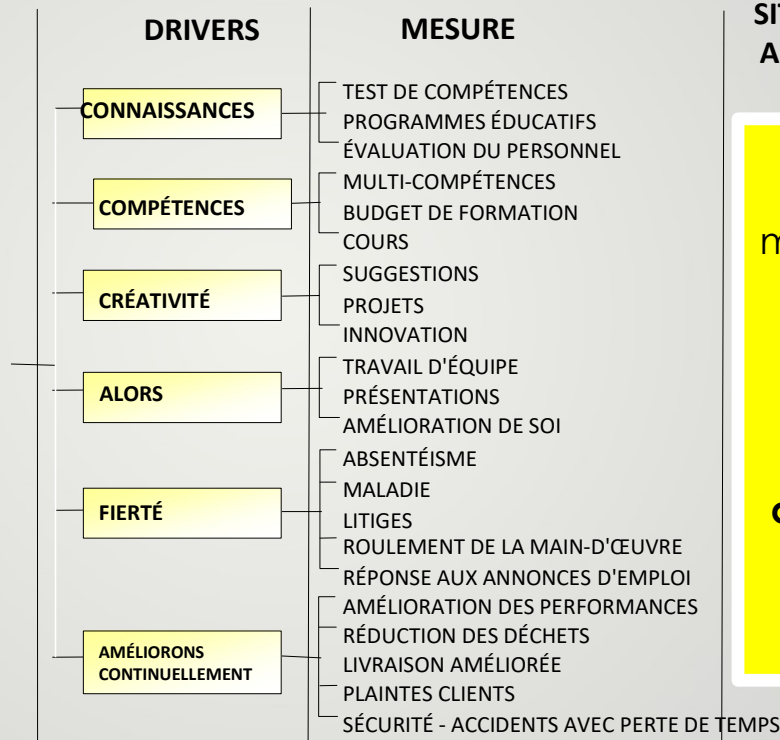 DRIVERS
MESURE
SIT
A
CONNAISSANCES
TEST DE COMPÉTENCES
PROGRAMMES ÉDUCATIFS
ÉVALUATION DU PERSONNEL
COMPÉTENCES
MULTI-COMPÉTENCES
BUDGET DE FORMATION
COURS
CRÉATIVITÉ
SUGGESTIONS
PROJETS
INNOVATION
ALORS
TRAVAIL D'ÉQUIPE
PRÉSENTATIONS
AMÉLIORATION DE SOI
FIERTÉ
ABSENTÉISME
MALADIE
LITIGES
ROULEMENT DE LA MAIN-D'ŒUVRE
RÉPONSE AUX ANNONCES D'EMPLOI
AMÉLIORONS
CONTINUELLEMENT
AMÉLIORATION DES PERFORMANCES
RÉDUCTION DES DÉCHETS
LIVRAISON AMÉLIORÉE
PLAINTES CLIENTS
SÉCURITÉ - ACCIDENTS AVEC PERTE DE TEMPS